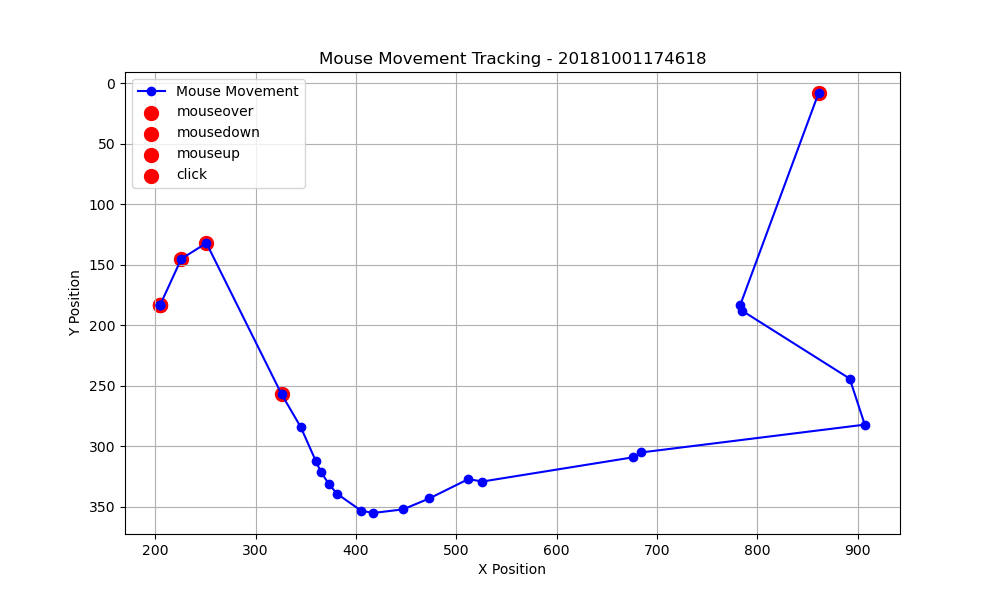 Mouse Movement Tracking - 20181001174618
Mouse Movement
mouseover
mousedown
mouseup
click
0
50
100
150
200
250
300
350
Y Position
200 300 400 500 600 700 800 900
X Position